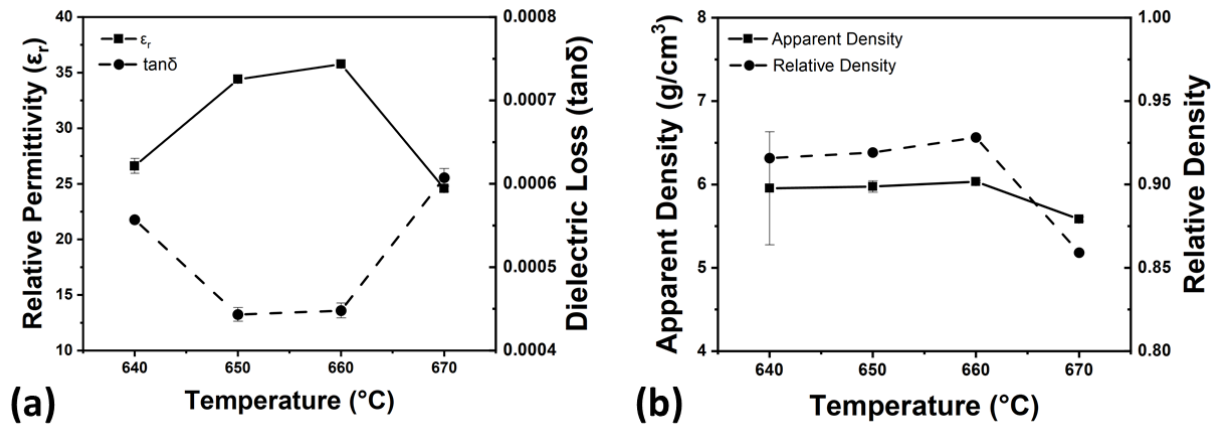 40
35
30
25
20
15
10
Relative Permittivity (εr)
εr
tanδ
0.0008
0.0007
0.0006
0.0005
0.0004
Dielectric Loss (tanδ)
640 650 660 670
Temperature (°C)
(a)
8
7
6
5
4
Apparent Density (g/cm³)
Apparent Density
Relative Density
1.00
0.95
0.90
0.85
0.80
Relative Density
640 650 660 670
Temperature (°C)
(b)